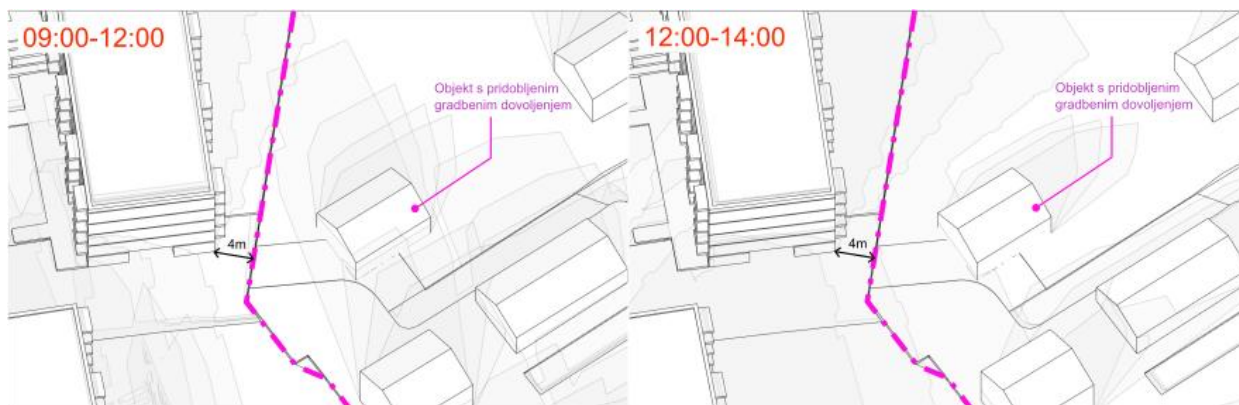 09:00-12:00
Objekt s pridobljenim
gradbenim dovoljenjem
4m
12:00-14:00
Objekt s pridobljenim
gradbenim dovoljenjem
4m